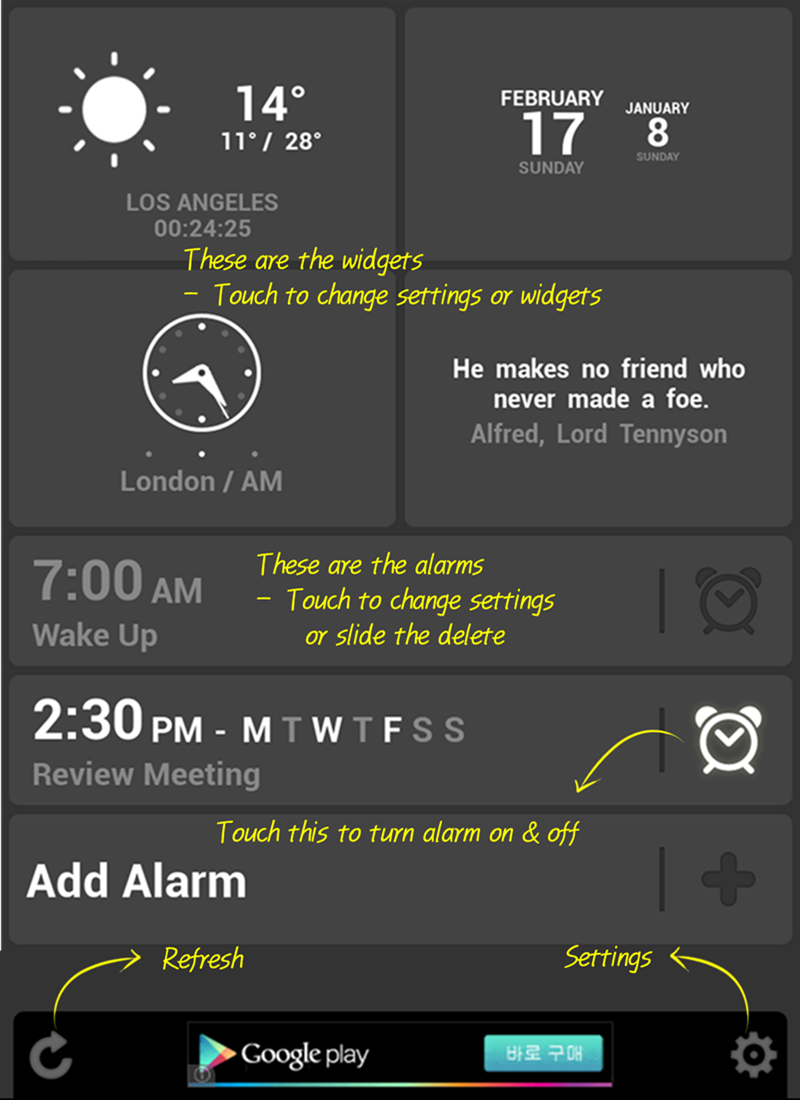 14°
11° / 28°
LOS ANGELES
00:24:25
FEBRUARY
17
SUNDAY
JANUARY
8
SUNDAY
These are the widgets
- Touch to change settings or widgets
London / AM
He makes no friend who
never made a foe.
Alfred, Lord Tennyson
7:00 AM
Wake Up
These are the alarms
- Touch to change settings
or slide the delete
2:30 PM - M T W T F S S
Review Meeting
Touch this to turn alarm on & off
Add Alarm
Refresh
Settings
Google play
바로 구매